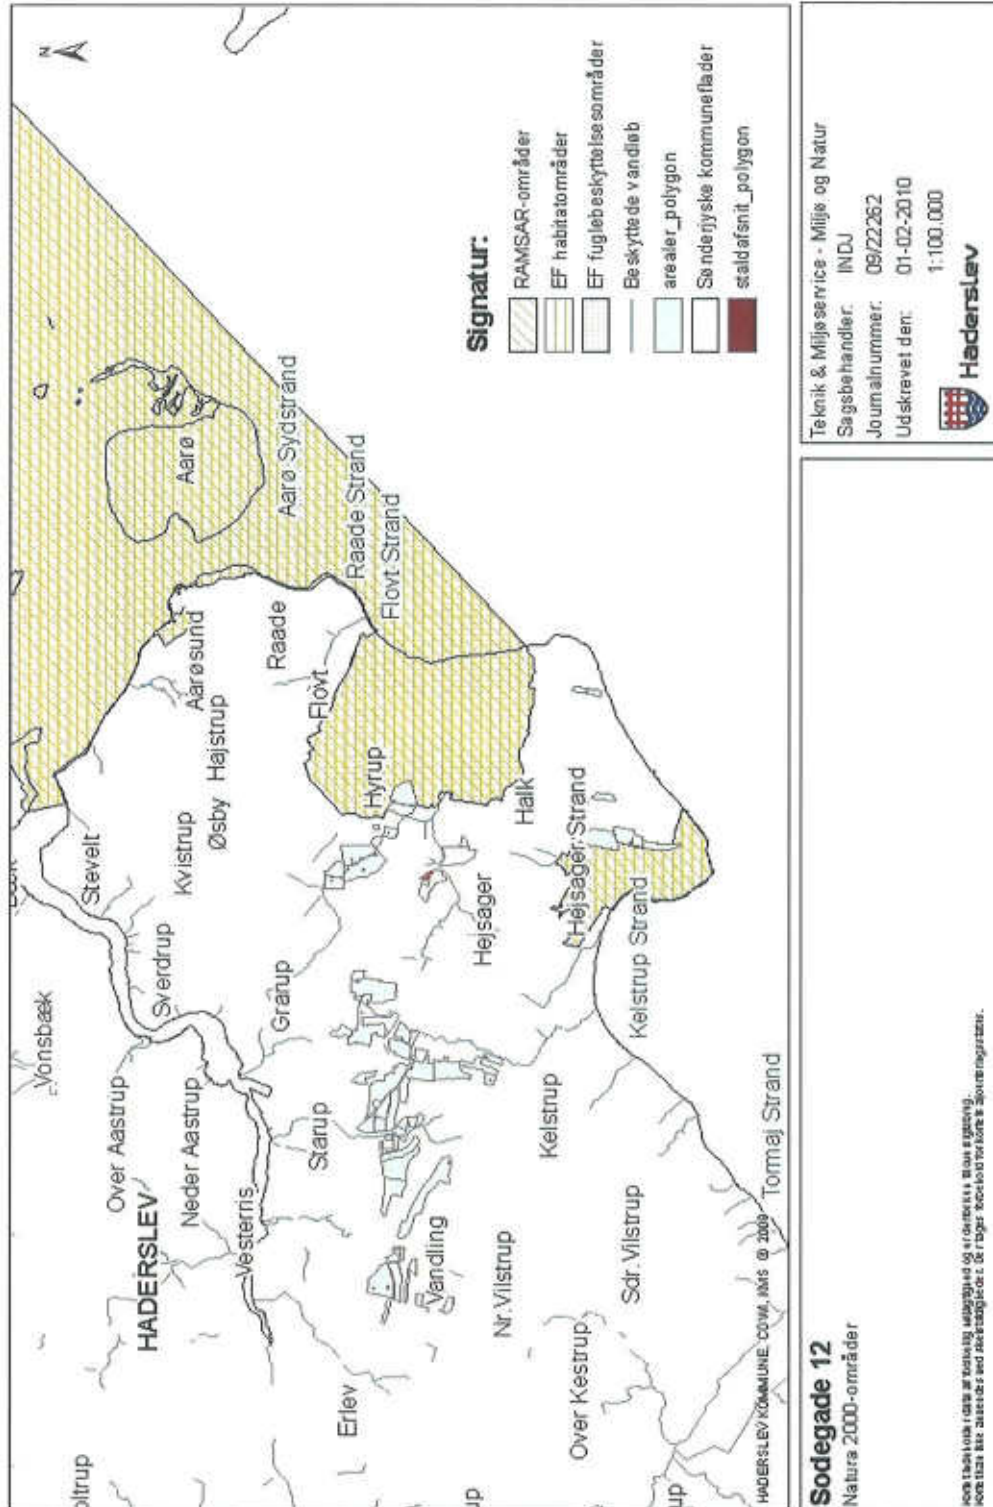 N
Vonsbæk
Over Aastrup
Neder Aastrup
HADERSLEV
Vesterris
Sverdrup
Stevelt
Kvistrup
Øsby
Hajstrup
Aarøsund
Aarø
Aarø Sydstrand
Raade
Raade Strand
Flovt
Flovt Strand
Hyrup
Halk
Hejsager
Hejsager Strand
Kelstrup Strand
Grarup
Starup
Kelstrup
Vandling
Nr. Vilstrup
Sdr. Vilstrup
Tormaj Strand
Erlev
Over Kestrup
oltrup
up
up
HADERSLEV KOMMUNE, COWI, KMS © 2009
Signatur:
RAMSAR-områder
EF habitatområder
EF fuglebeskyttelsesområder
Beskyttede vandløb
arealer_polygon
Sønderjyske kommuneflader
staldafsnit_polygon
Sodegade 12
Natura 2000-områder
Teknik & Miljøservice - Miljø og Natur
Sagsbehandler: INDJ
Journalnummer: 09/22262
Udskrevet den: 01-02-2010
1:100.000
Haderslev